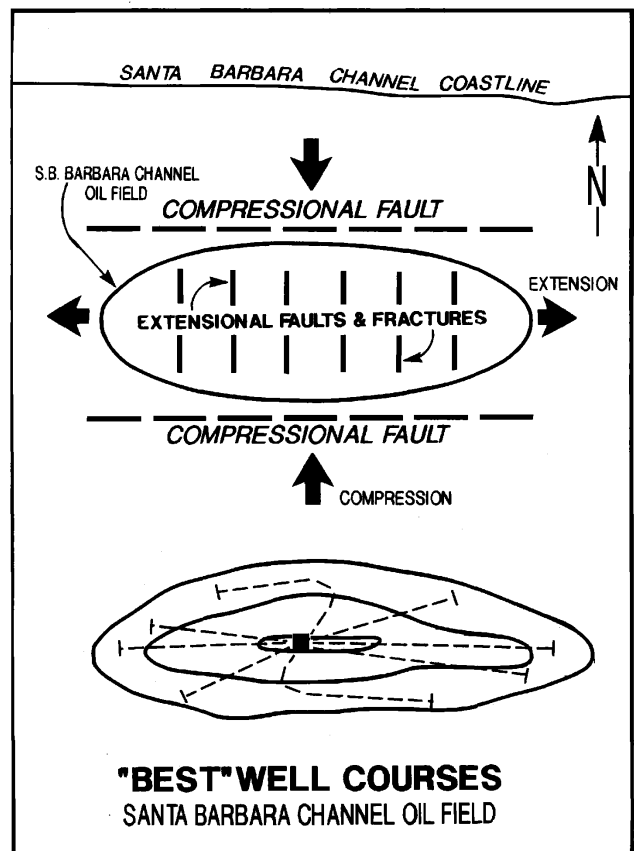 SANTA BARBARA CHANNEL COASTLINE
S.B. BARBARA CHANNEL
OIL FIELD
N
COMPRESSIONAL FAULT
EXTENSION
EXTENSIONAL FAULTS & FRACTURES
COMPRESSIONAL FAULT
COMPRESSION
"BEST" WELL COURSES
SANTA BARBARA CHANNEL OIL FIELD